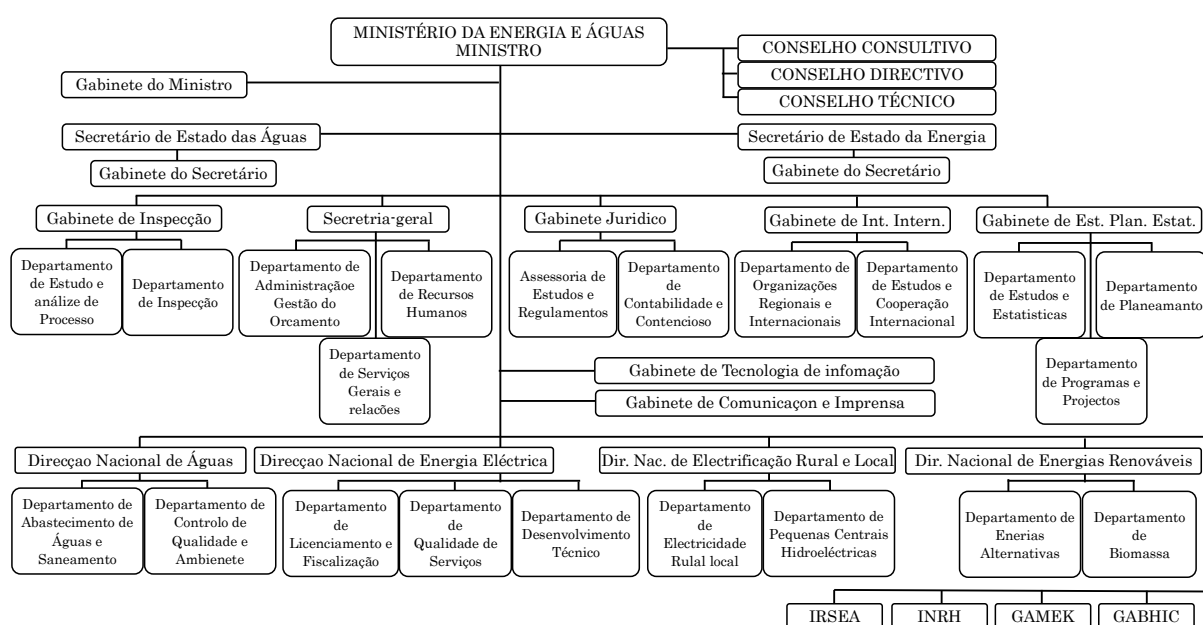 MINISTÉRIO DA ENERGIA E ÁGUAS
MINISTRO
CONSELHO CONSULTIVO
CONSELHO DIRECTIVO
CONSELHO TÉCNICO
Gabinete do Ministro
Secretário de Estado das Águas
Secretário de Estado da Energia
Gabinete do Secretário
Gabinete do Secretário
Gabinete de Inspecção
Secretria-geral
Gabinete Juridico
Gabinete de Int. Intern.
Gabinete de Est. Plan. Estat.
Departamento
de Estudo e
análize de
Processo
Departamento
de Inspecção
Departamento de
Administraçãoe
Gestão do
Orcamento
Departamento
de Recursos
Humanos
Departamento
de Serviços
Gerais e
relacões
Assessoria de
Estudos e
Regulamentos
Departamento
de
Contabilidade e
Contencioso
Departamento de
Organizações
Regionais e
Internacionais
Departamento
de Estudos e
Cooperação
Internacional
Departamento
de Estudos e
Estatisticas
Departamento
de Planeamanto
Departamento
de Programas e
Projectos
Gabinete de Tecnologia de infomação
Gabinete de Comunicaçon e Imprensa
Direcçao Nacional de Águas
Direcçao Nacional de Energia Eléctrica
Dir. Nac. de Electrificação Rural e Local
Dir. Nacional de Energias Renováveis
Departamento de
Abastecimento de
Águas e
Saneamento
Departamento de
Controlo de
Qualidade e
Ambienete
Departamento
de
Licenciamento e
Fiscalização
Departamento
de
Qualidade de
Serviços
Departamento de
Desenvolvimento
Técnico
Departamento
de
Electricidade
Rulal local
Departamento de
Pequenas Centrais
Hidroeléctricas
Departamento de
Enerias
Alternativas
Departamento
de
Biomassa
IRSEA
INRH
GAMEK
GABHIC